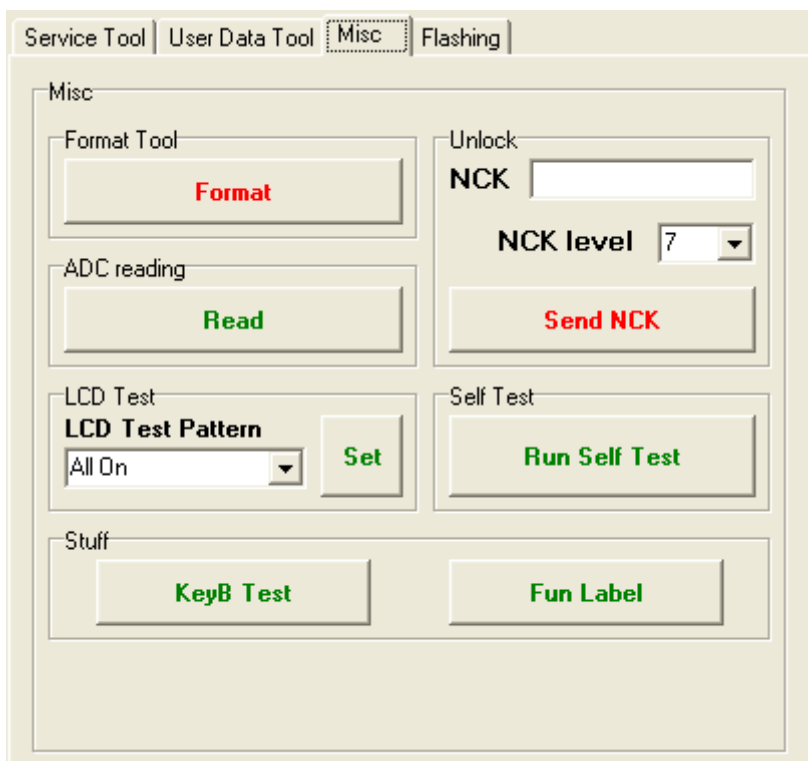 Service Tool User Data Tool Misc Flashing
Misc
Format Tool
Format
Unlock
NCK
NCK level 7
Send NCK
ADC reading
Read
LCD Test
LCD Test Pattern
All On
Set
Self Test
Run Self Test
Stuff
KeyB Test
Fun Label